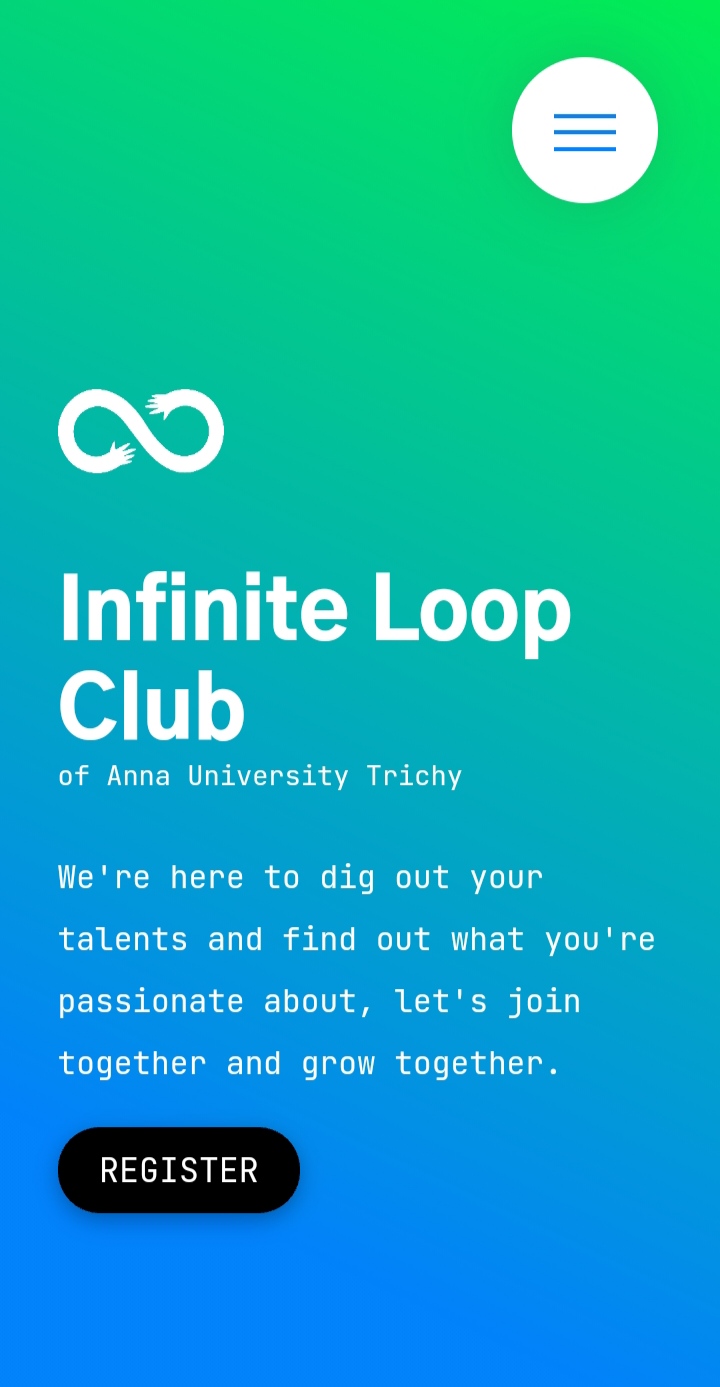 Infinite Loop
Club
of Anna University Trichy
We're here to dig out your
talents and find out what you're
passionate about, let's join
together and grow together.
REGISTER